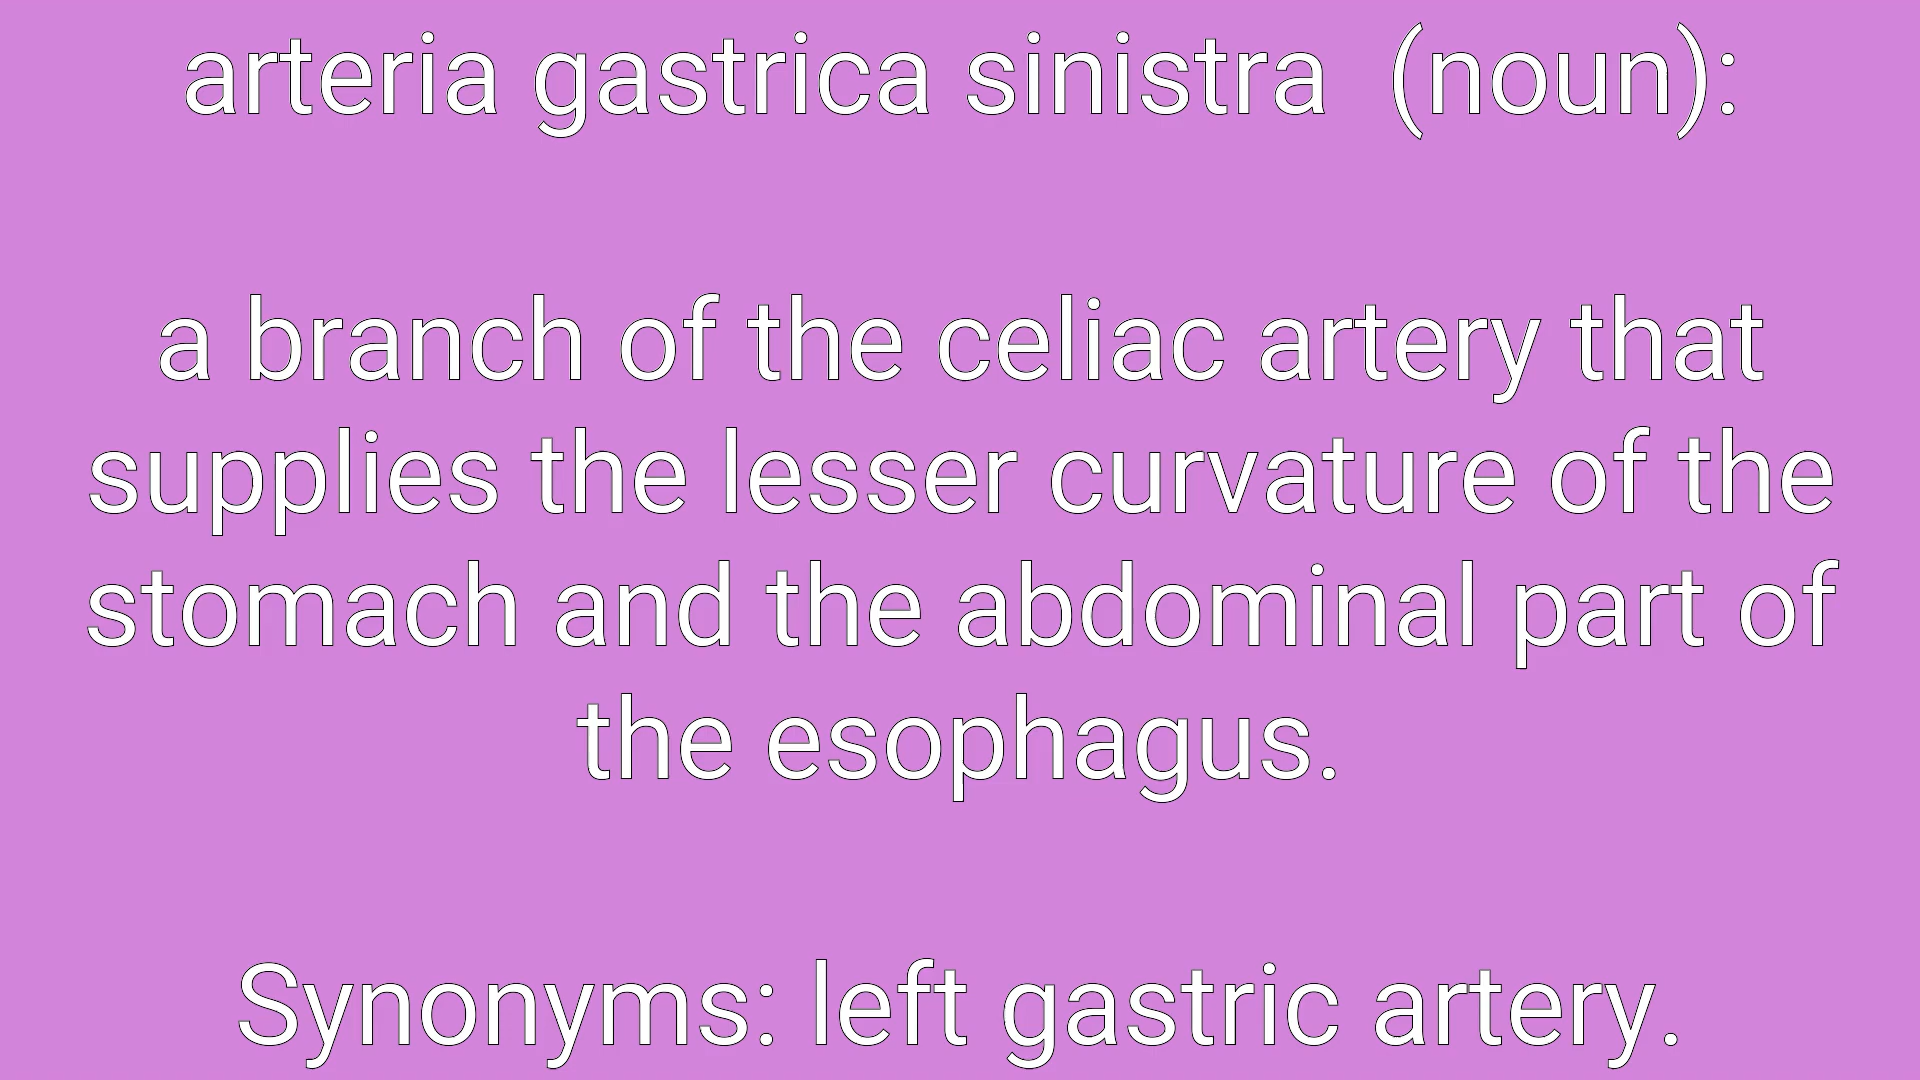 arteria gastrica sinistra  (noun):
a branch of the celiac artery that
supplies the lesser curvature of the
stomach and the abdominal part of
the esophagus.
Synonyms: left gastric artery.